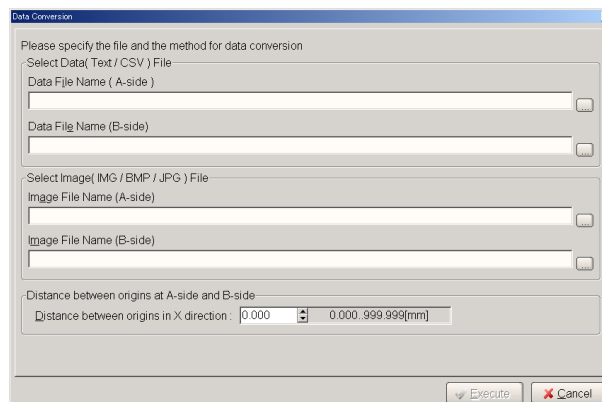 Data Conversion
Please specify the file and the method for data conversion
Select Data( Text / CSV ) File
Data File Name ( A-side )
...
Data File Name (B-side)
...
Select Image( IMG / BMP / JPG ) File
Image File Name (A-side)
...
Image File Name (B-side)
...
Distance between origins at A-side and B-side
Distance between origins in X direction : 0.000 0.000..999.999[mm]
Execute Cancel